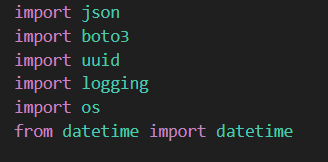 import json
import boto3
import uuid
import logging
import os
from datetime import datetime